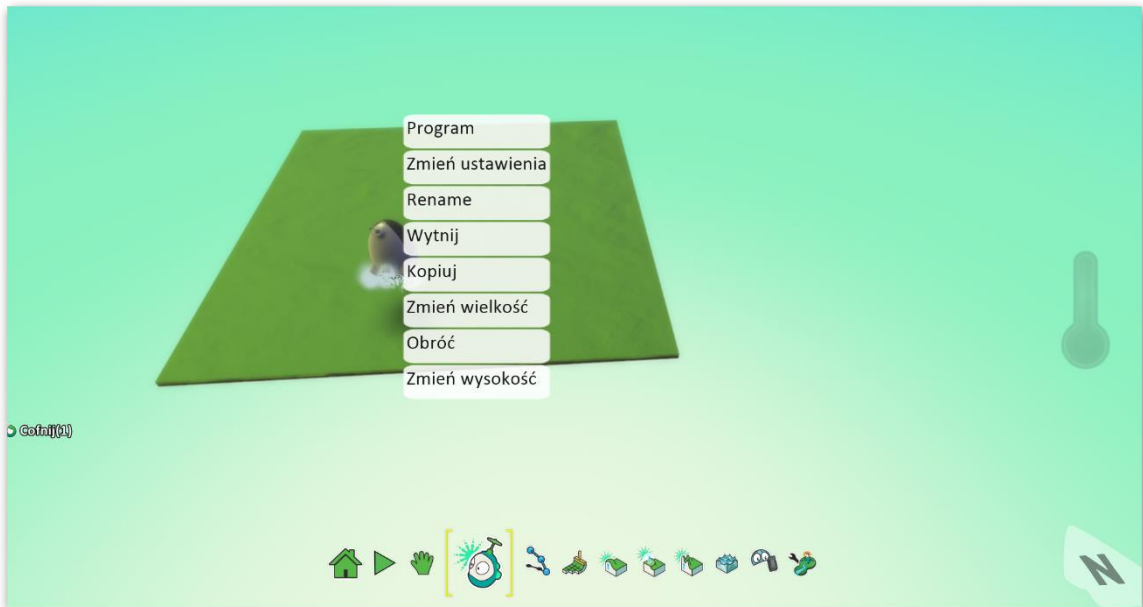 Program
Zmień ustawienia
Rename
Wytnij
Kopiuj
Zmień wielkość
Obróć
Zmień wysokość
Cofnij(1)
N